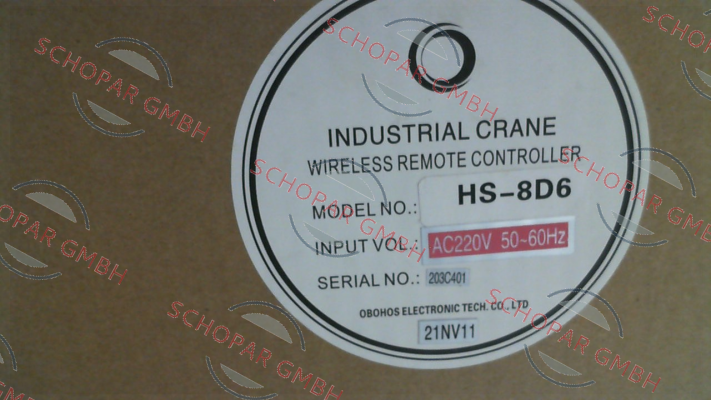 INDUSTRIAL CRANE
WIRELESS REMOTE CONTROLLER
MODEL NO.: HS-8D6
INPUT VOL.: AC220V 50~60Hz
SERIAL NO.: 203C401
OBOHOS ELECTRONIC TECH. CO., LTD
21NV11
SCHOPAR GMBH
SCHOPAR GMBH
SCHOPAR GMBH
SCHOPAR GMBH
SCHOPAR GMBH
SCHOPAR GMBH